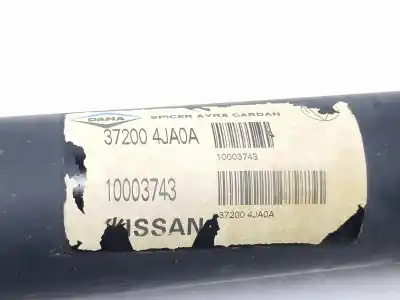 DANA
SPICER AYRA CARDAN
37200 4JA0A
10003743
10003743
37200 4JA0A
NISSAN